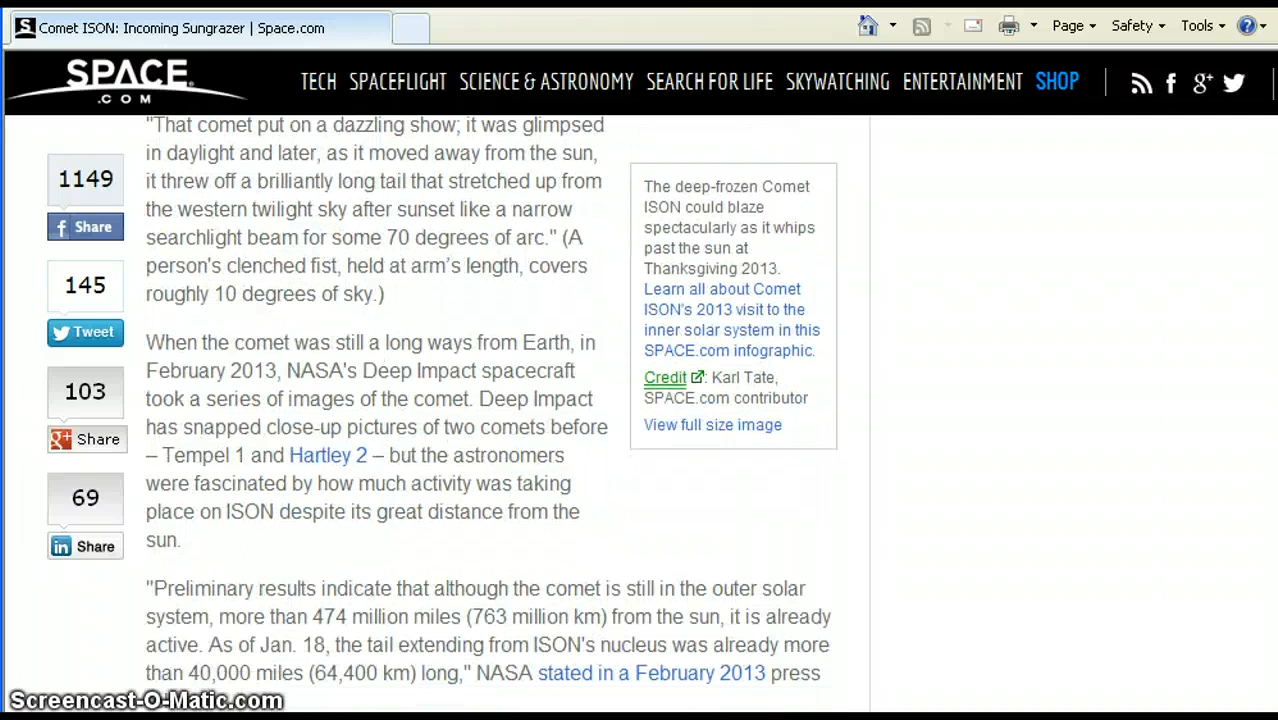 Comet ISON: Incoming Sungrazer | Space.com
Page
Safety
Tools
SPACE
.COM
TECH SPACEFLIGHT SCIENCE & ASTRONOMY SEARCH FOR LIFE SKYWATCHING ENTERTAINMENT SHOP
1149
Share
145
Tweet
103
Share
69
Share
"That comet put on a dazzling show; it was glimpsed
in daylight and later, as it moved away from the sun,
it threw off a brilliantly long tail that stretched up from
the western twilight sky after sunset like a narrow
searchlight beam for some 70 degrees of arc." (A
person's clenched fist, held at arm’s length, covers
roughly 10 degrees of sky.)
When the comet was still a long ways from Earth, in
February 2013, NASA's Deep Impact spacecraft
took a series of images of the comet. Deep Impact
has snapped close-up pictures of two comets before
– Tempel 1 and Hartley 2 – but the astronomers
were fascinated by how much activity was taking
place on ISON despite its great distance from the
sun.
The deep-frozen Comet
ISON could blaze
spectacularly as it whips
past the sun at
Thanksgiving 2013.
Learn all about Comet
ISON's 2013 visit to the
inner solar system in this
SPACE.com infographic.
Credit : Karl Tate,
SPACE.com contributor
View full size image
"Preliminary results indicate that although the comet is still in the outer solar
system, more than 474 million miles (763 million km) from the sun, it is already
active. As of Jan. 18, the tail extending from ISON's nucleus was already more
than 40,000 miles (64,400 km) long," NASA stated in a February 2013 press
Screencast-O-Matic.com